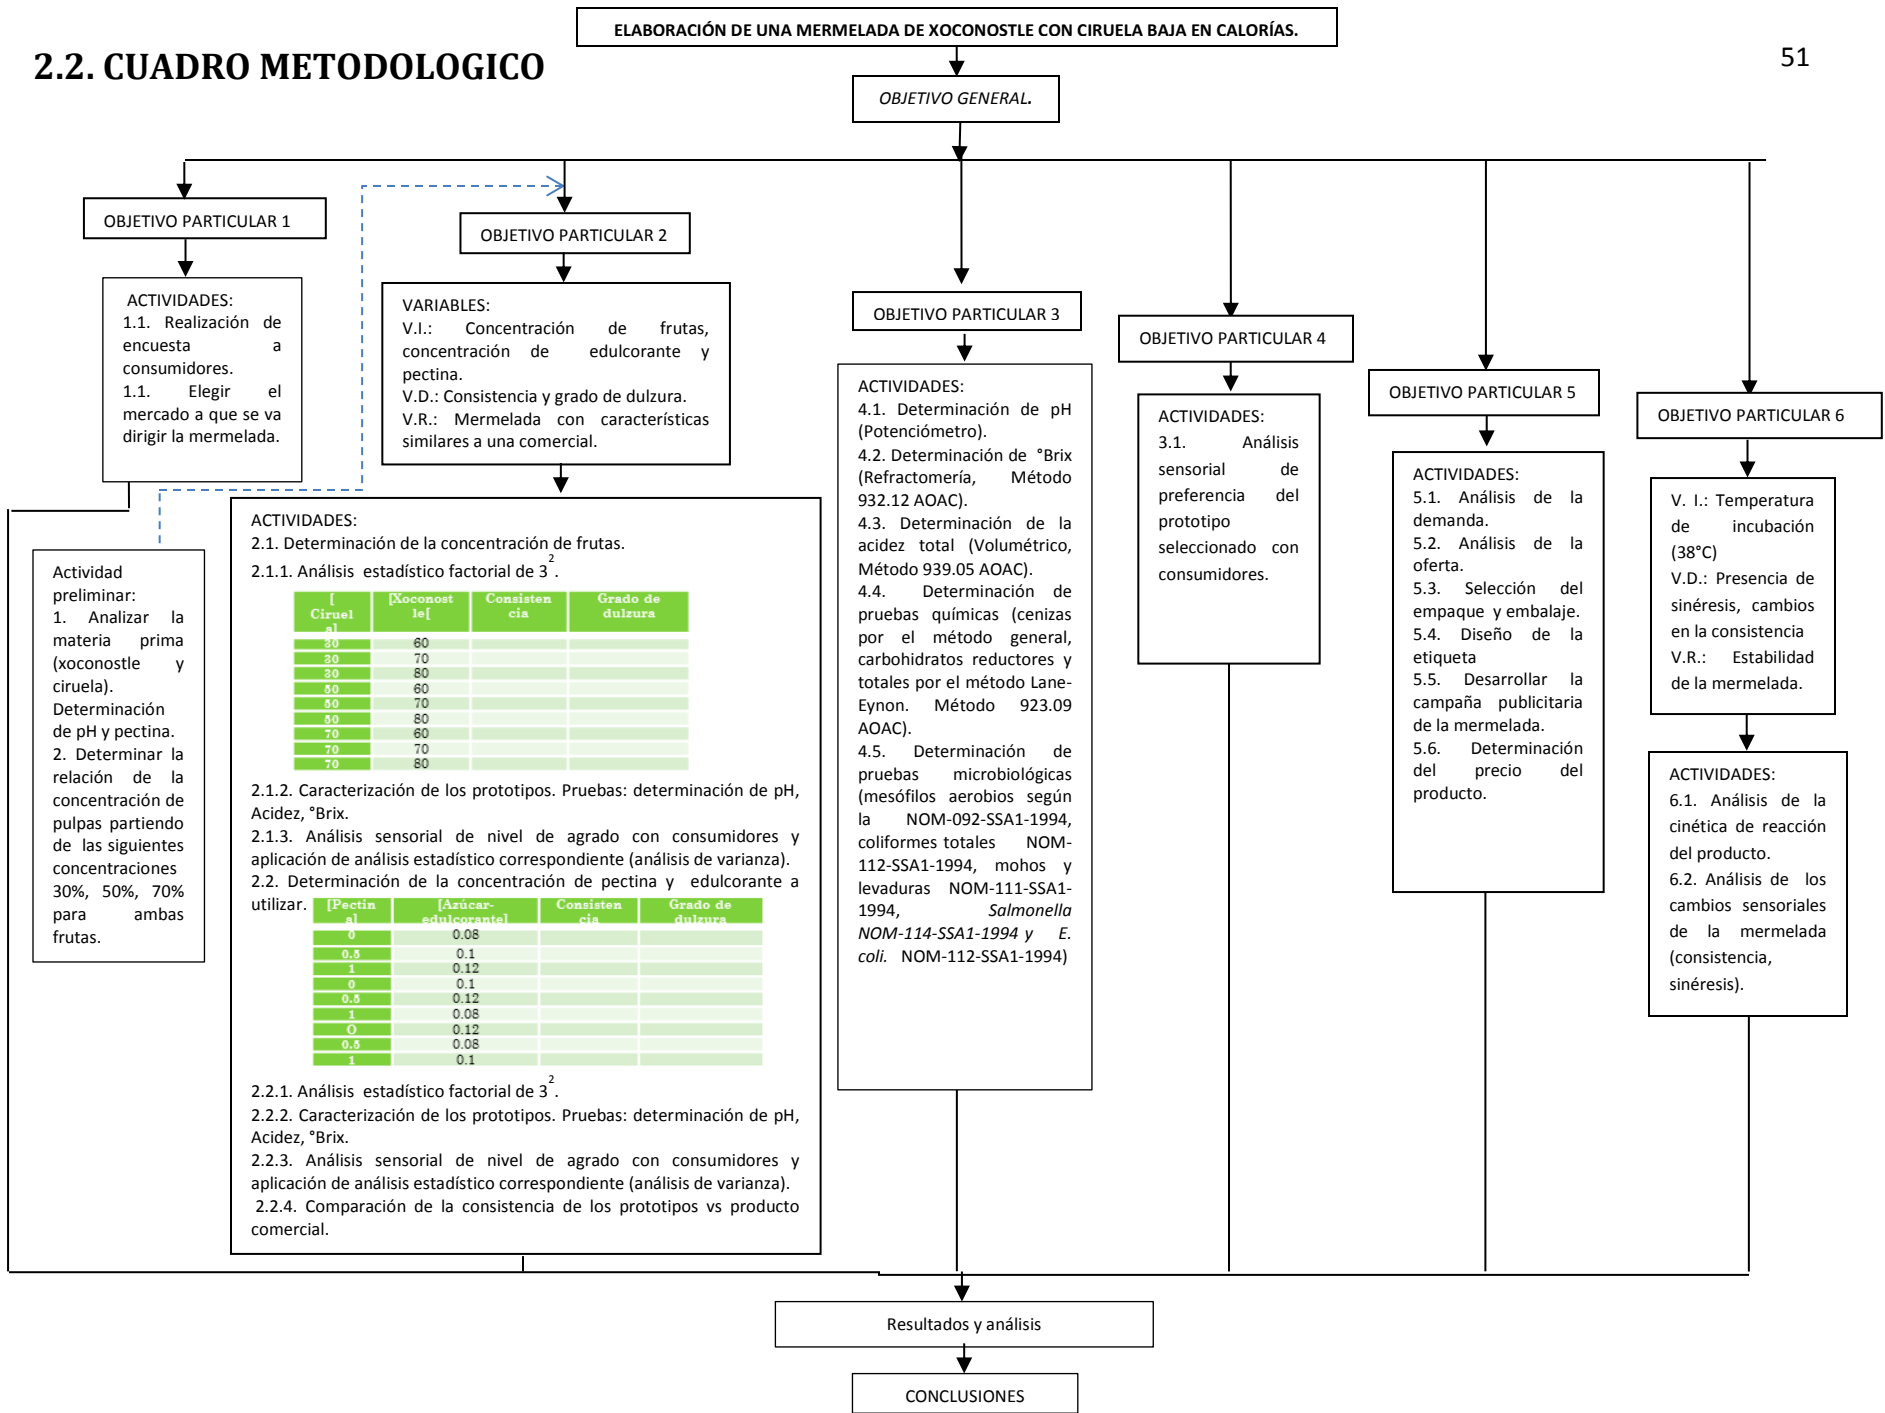 ELABORACIÓN DE UNA MERMELADA DE XOCONOSTLE CON CIRUELA BAJA EN CALORÍAS.
2.2. CUADRO METODOLOGICO
51
OBJETIVO GENERAL.
OBJETIVO PARTICULAR 1
ACTIVIDADES:
1.1. Realización de
encuesta a
consumidores.
1.1. Elegir el
mercado a que se va
dirigir la mermelada.
Actividad
preliminar:
1. Analizar la
materia prima
(xoconostle y
ciruela).
Determinación
de pH y pectina.
2. Determinar la
relación de la
concentración de
pulpas partiendo
de las siguientes
concentraciones
30%, 50%, 70%
para ambas
frutas.
OBJETIVO PARTICULAR 2
VARIABLES:
V.I.: Concentración de frutas,
concentración de edulcorante y
pectina.
V.D.: Consistencia y grado de dulzura.
V.R.: Mermelada con características
similares a una comercial.
ACTIVIDADES:
2.1. Determinación de la concentración de frutas.
2.1.1. Análisis estadístico factorial de 3².
[ Xoconost Consisten Grado de
Ciruel le[ cia dulzura
a]
30 60
30 70
30 80
50 60
50 70
50 80
70 60
70 70
70 80
2.1.2. Caracterización de los prototipos. Pruebas: determinación de pH,
Acidez, °Brix.
2.1.3. Análisis sensorial de nivel de agrado con consumidores y
aplicación de análisis estadístico correspondiente (análisis de varianza).
2.2. Determinación de la concentración de pectina y edulcorante a
utilizar.
[Pectin [Azúcar- Consisten Grado de
a] edulcorante] cia dulzura
0 0.08
0.5 0.1
1 0.12
0 0.1
0.5 0.12
1 0.08
O 0.12
0.5 0.08
1 0.1
2.2.1. Análisis estadístico factorial de 3².
2.2.2. Caracterización de los prototipos. Pruebas: determinación de pH,
Acidez, °Brix.
2.2.3. Análisis sensorial de nivel de agrado con consumidores y
aplicación de análisis estadístico correspondiente (análisis de varianza).
2.2.4. Comparación de la consistencia de los prototipos vs producto
comercial.
OBJETIVO PARTICULAR 3
ACTIVIDADES:
4.1. Determinación de pH
(Potenciómetro).
4.2. Determinación de °Brix
(Refractomería, Método
932.12 AOAC).
4.3. Determinación de la
acidez total (Volumétrico,
Método 939.05 AOAC).
4.4. Determinación de
pruebas químicas (cenizas
por el método general,
carbohidratos reductores y
totales por el método Lane-
Eynon. Método 923.09
AOAC).
4.5. Determinación de
pruebas microbiológicas
(mesófilos aerobios según
la NOM-092-SSA1-1994,
coliformes totales NOM-
112-SSA1-1994, mohos y
levaduras NOM-111-SSA1-
1994, Salmonella
NOM-114-SSA1-1994 y E.
coli. NOM-112-SSA1-1994)
OBJETIVO PARTICULAR 4
ACTIVIDADES:
3.1. Análisis
sensorial de
preferencia del
prototipo
seleccionado con
consumidores.
OBJETIVO PARTICULAR 5
ACTIVIDADES:
5.1. Análisis de la
demanda.
5.2. Análisis de la
oferta.
5.3. Selección del
empaque y embalaje.
5.4. Diseño de la
etiqueta
5.5. Desarrollar la
campaña publicitaria
de la mermelada.
5.6. Determinación
del precio del
producto.
OBJETIVO PARTICULAR 6
V. I.: Temperatura
de incubación
(38°C)
V.D.: Presencia de
sinéresis, cambios
en la consistencia
V.R.: Estabilidad
de la mermelada.
ACTIVIDADES:
6.1. Análisis de la
cinética de reacción
del producto.
6.2. Análisis de los
cambios sensoriales
de la mermelada
(consistencia,
sinéresis).
Resultados y análisis
CONCLUSIONES